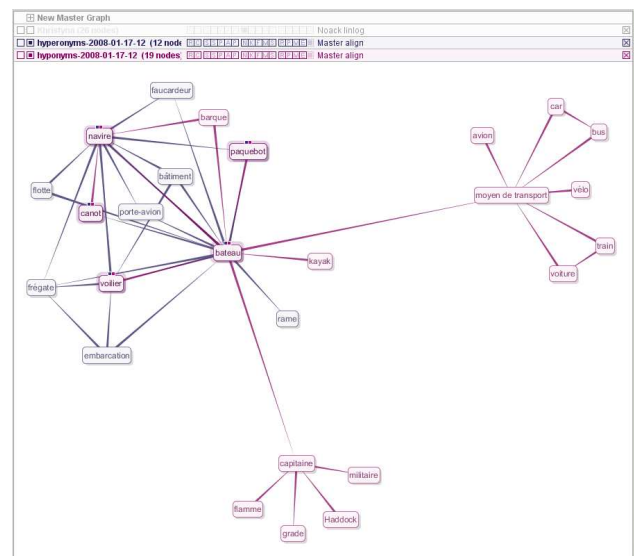 New Master Graph
Noack linlog
hyperonyms-2008-01-17-12 (12 node Master align
hyponyms-2008-01-17-12 (19 nodes) Master align
faucardeur
car
barque
bus
navire
avion
paquebot
bâtiment
flotte
vélo
moyen de transport
canot
porte-avion
train
bateau
kayak
voiture
frégate
voilier
rame
embarcation
capitaine
militaire
flamme
Haddock
grade